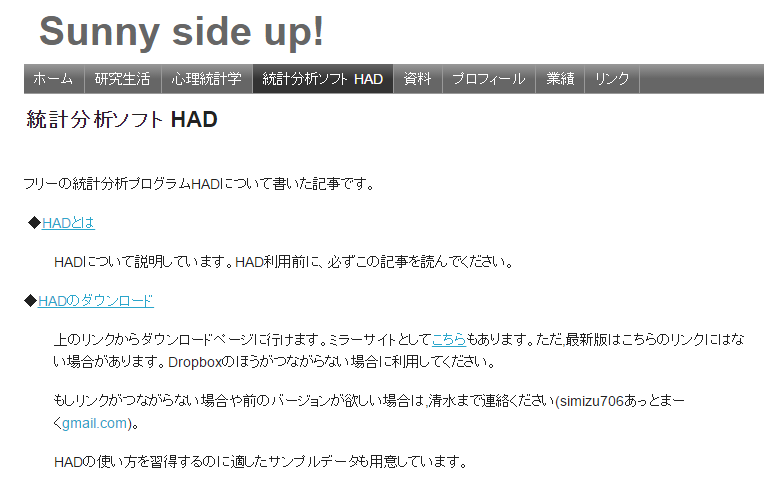 Sunny side up!
ホーム 研究生活 心理統計学 統計分析ソフト HAD 資料 プロフィール 業績 リンク
統計分析ソフト HAD
フリーの統計分析プログラムHADについて書いた記事です。
◆HADとは
HADについて説明しています。HAD利用前に、必ずこの記事を読んでください。
◆HADのダウンロード
上のリンクからダウンロードページに行けます。ミラーサイトとしてこちらもあります。ただ,最新版はこちらのリンクにはな
い場合があります。Dropboxのほうがつながらない場合に利用してください。
もしリンクがつながらない場合や前のバージョンが欲しい場合は,清水まで連絡ください(simizu706あっとまー
くgmail.com)。
HADの使い方を習得するのに適したサンプルデータも用意しています。